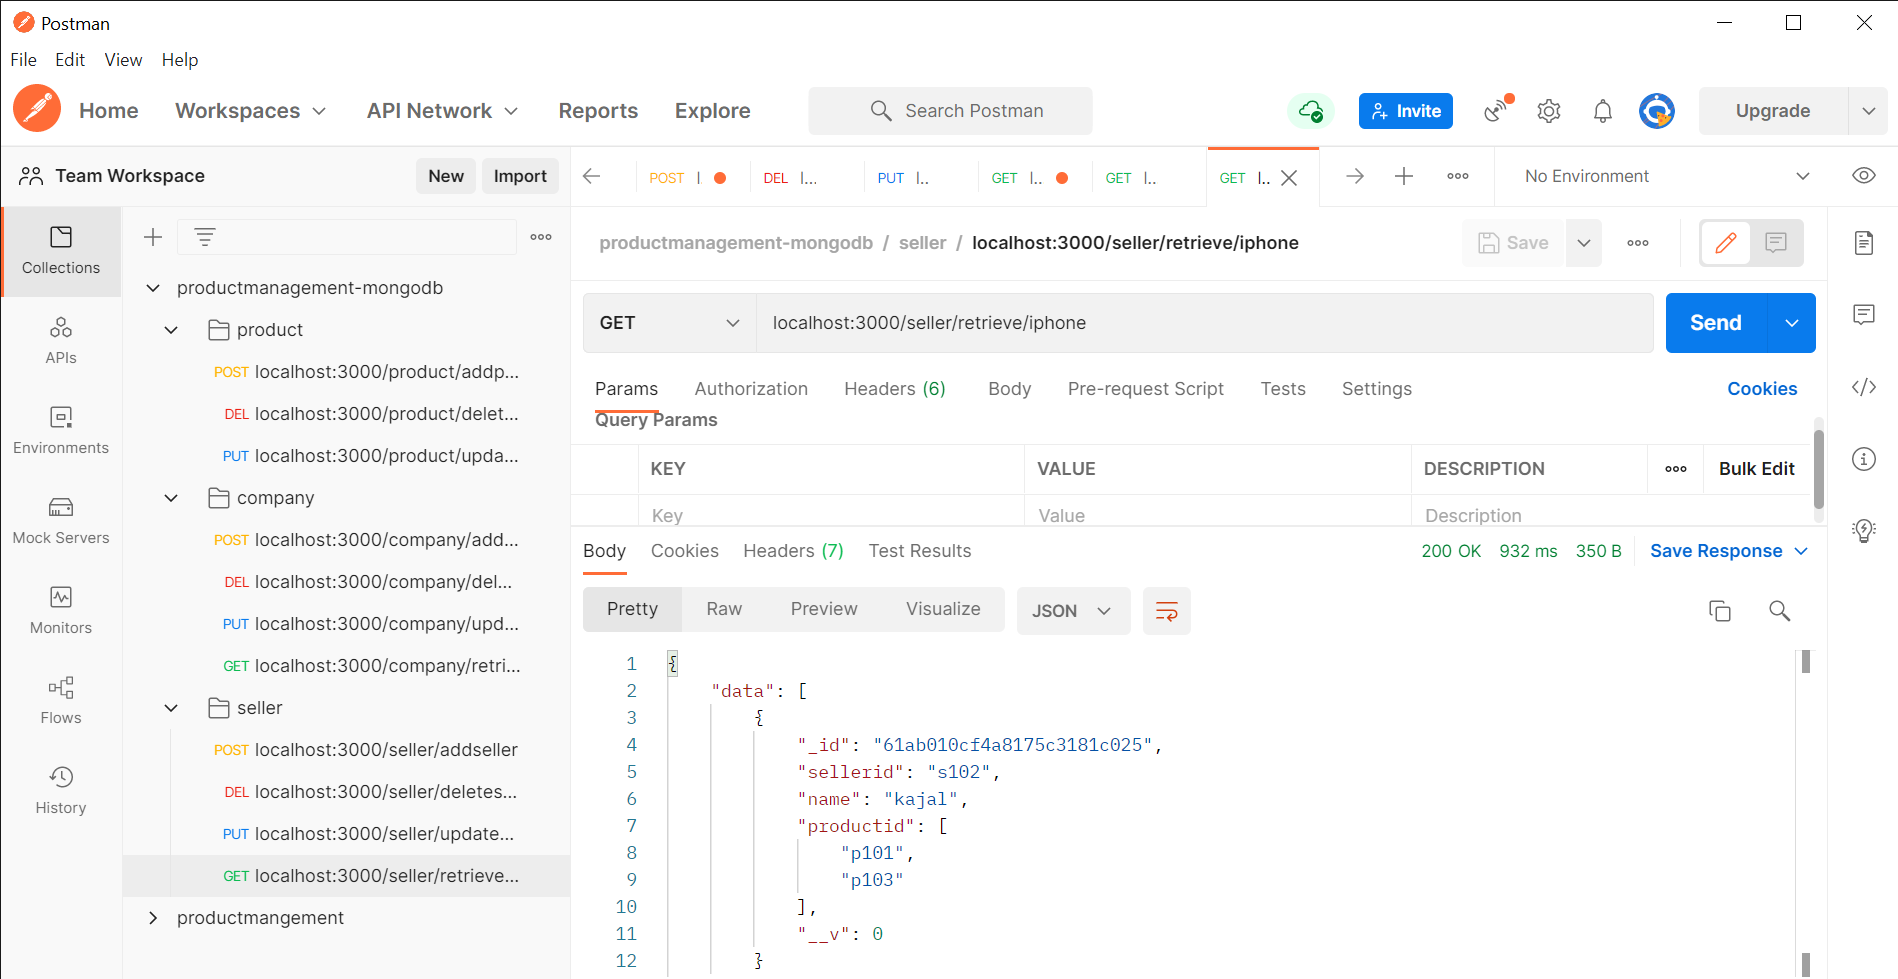 Postman
File Edit View Help
Home Workspaces API Network Reports Explore Search Postman Invite Upgrade
Team Workspace New Import
POST l DEL l... PUT l.. GET l.. GET l.. GET l.. No Environment
Collections
APIs
Environments
Mock Servers
Monitors
Flows
History
productmanagement-mongodb
product
POST localhost:3000/product/addp...
DEL localhost:3000/product/delet...
PUT localhost:3000/product/upda...
company
POST localhost:3000/company/add...
DEL localhost:3000/company/del...
PUT localhost:3000/company/upd...
GET localhost:3000/company/retri...
seller
POST localhost:3000/seller/addseller
DEL localhost:3000/seller/deletes...
PUT localhost:3000/seller/update...
GET localhost:3000/seller/retrieve...
productmangement
productmanagement-mongodb / seller / localhost:3000/seller/retrieve/iphone Save
GET localhost:3000/seller/retrieve/iphone Send
Params Authorization Headers (6) Body Pre-request Script Tests Settings Cookies
Query Params
KEY VALUE DESCRIPTION Bulk Edit
Key Value Description
Body Cookies Headers (7) Test Results 200 OK 932 ms 350 B Save Response
Pretty Raw Preview Visualize JSON
1 {
2 "data": [
3 {
4 "_id": "61ab010cf4a8175c3181c025",
5 "sellerid": "s102",
6 "name": "kajal",
7 "productid": [
8 "p101",
9 "p103"
10 ],
11 "__v": 0
12 }